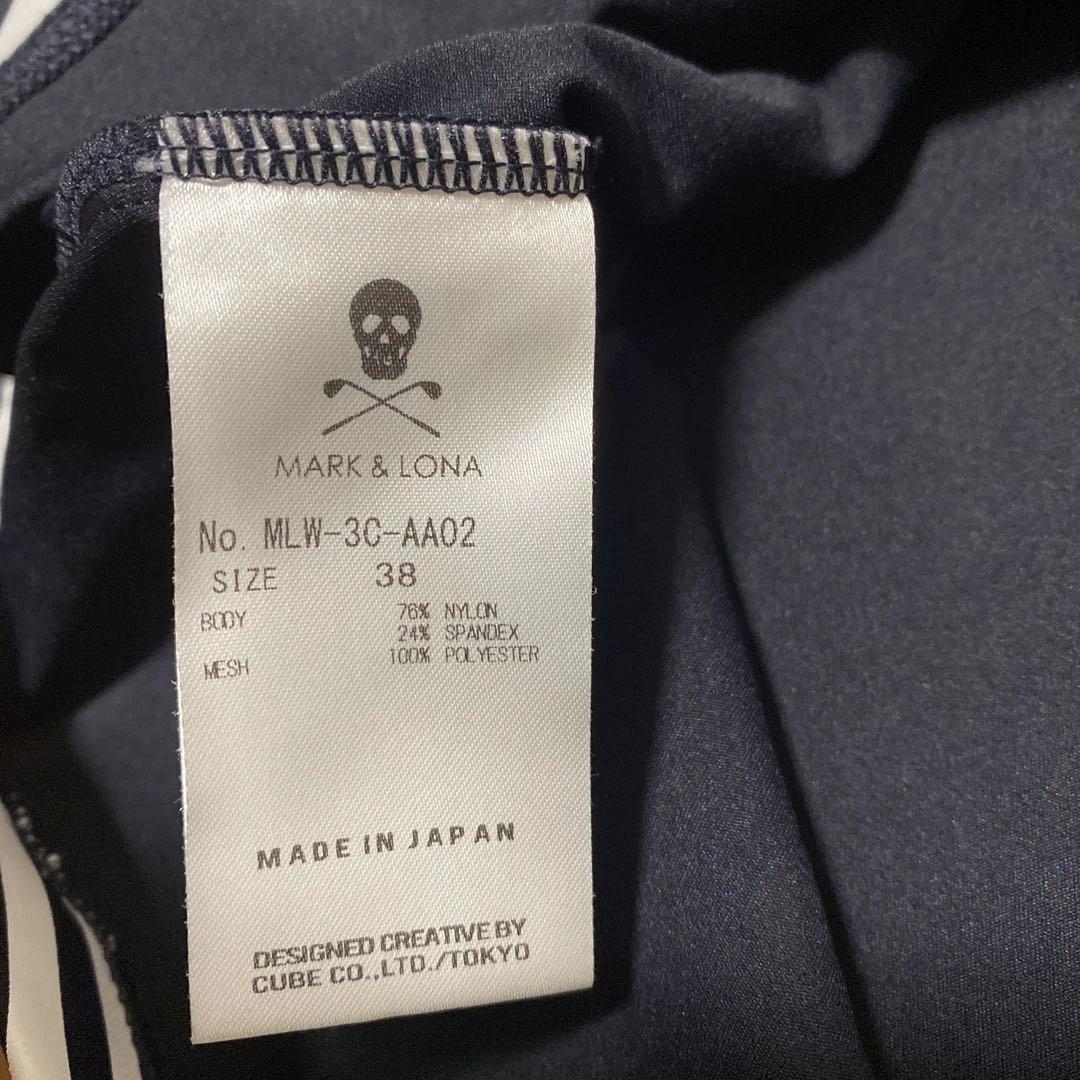 MARK & LONA
No. MLW-3C-AA02
SIZE 38
BODY 76% NYLON
24% SPANDEX
MESH 100% POLYESTER
MADE IN JAPAN
DESIGNED CREATIVE BY
CUBE CO.,LTD./TOKYO